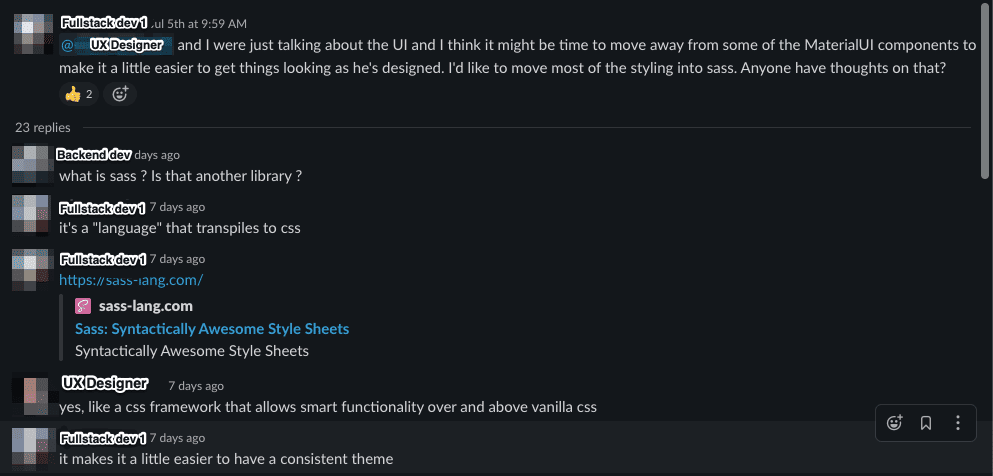 Fullstack dev 1 Jul 5th at 9:59 AM
@ UX Designer and I were just talking about the UI and I think it might be time to move away from some of the MaterialUI components to
make it a little easier to get things looking as he's designed. I'd like to move most of the styling into sass. Anyone have thoughts on that?
👍 2
23 replies
Backend dev days ago
what is sass ? Is that another library ?
Fullstack dev 1 7 days ago
it's a "language" that transpiles to css
Fullstack dev 1 7 days ago
https://sass-lang.com/
sass-lang.com
Sass: Syntactically Awesome Style Sheets
Syntactically Awesome Style Sheets
UX Designer 7 days ago
yes, like a css framework that allows smart functionality over and above vanilla css
Fullstack dev 1 7 days ago
it makes it a little easier to have a consistent theme